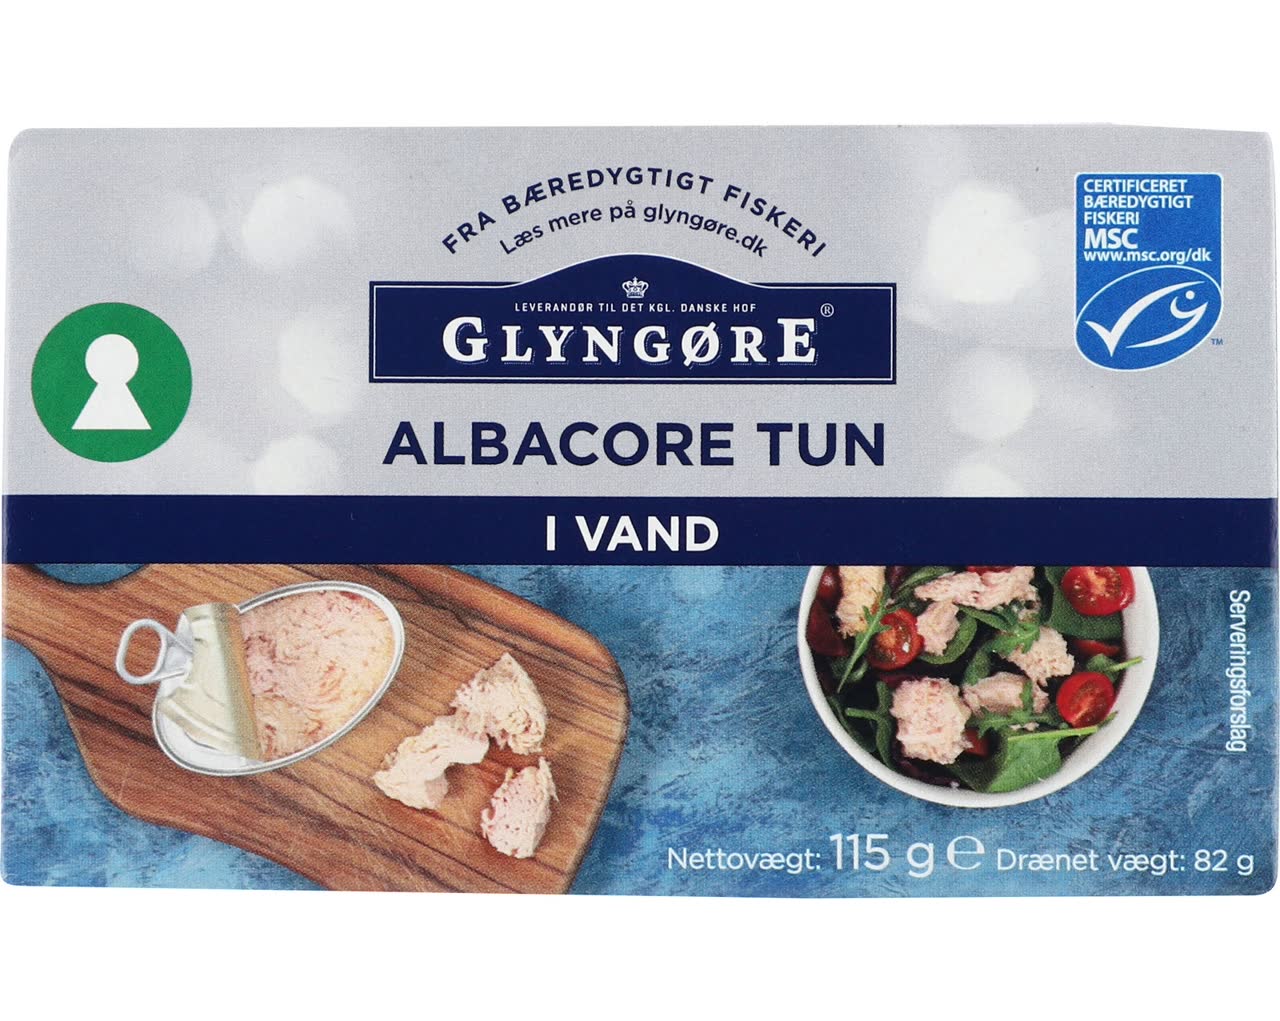 FRA BÆREDYGTIGT FISKERI
Læs mere på glyngøre.dk
CERTIFICERET
BÆREDYGTIGT
FISKERI
MSC
www.msc.org/dk
TM
LEVERANDØR TIL DET KGL. DANSKE HOF
GLYNGØRE®
ALBACORE TUN
I VAND
Serveringsforslag
Nettovægt: 115 g ℮ Drænet vægt: 82 g